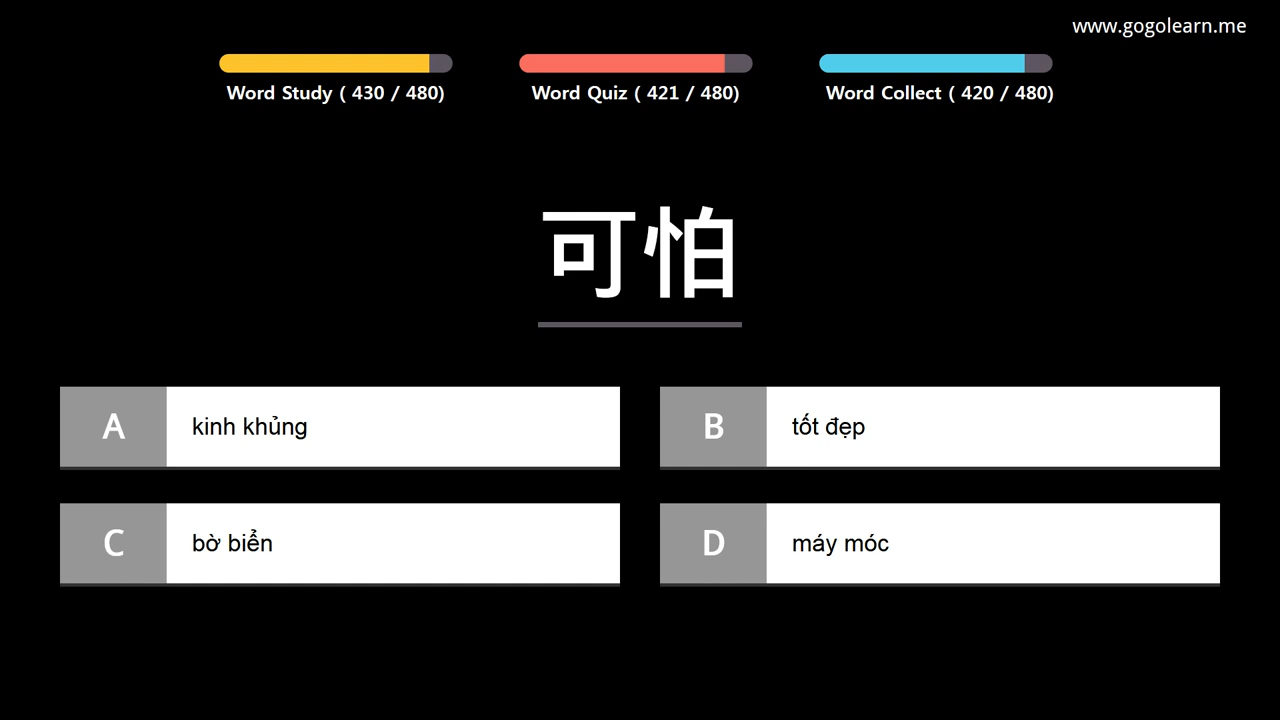 www.gogolearn.me
Word Study ( 430 / 480)
Word Quiz ( 421 / 480)
Word Collect ( 420 / 480)
可怕
A kinh khủng
B tốt đẹp
C bờ biển
D máy móc